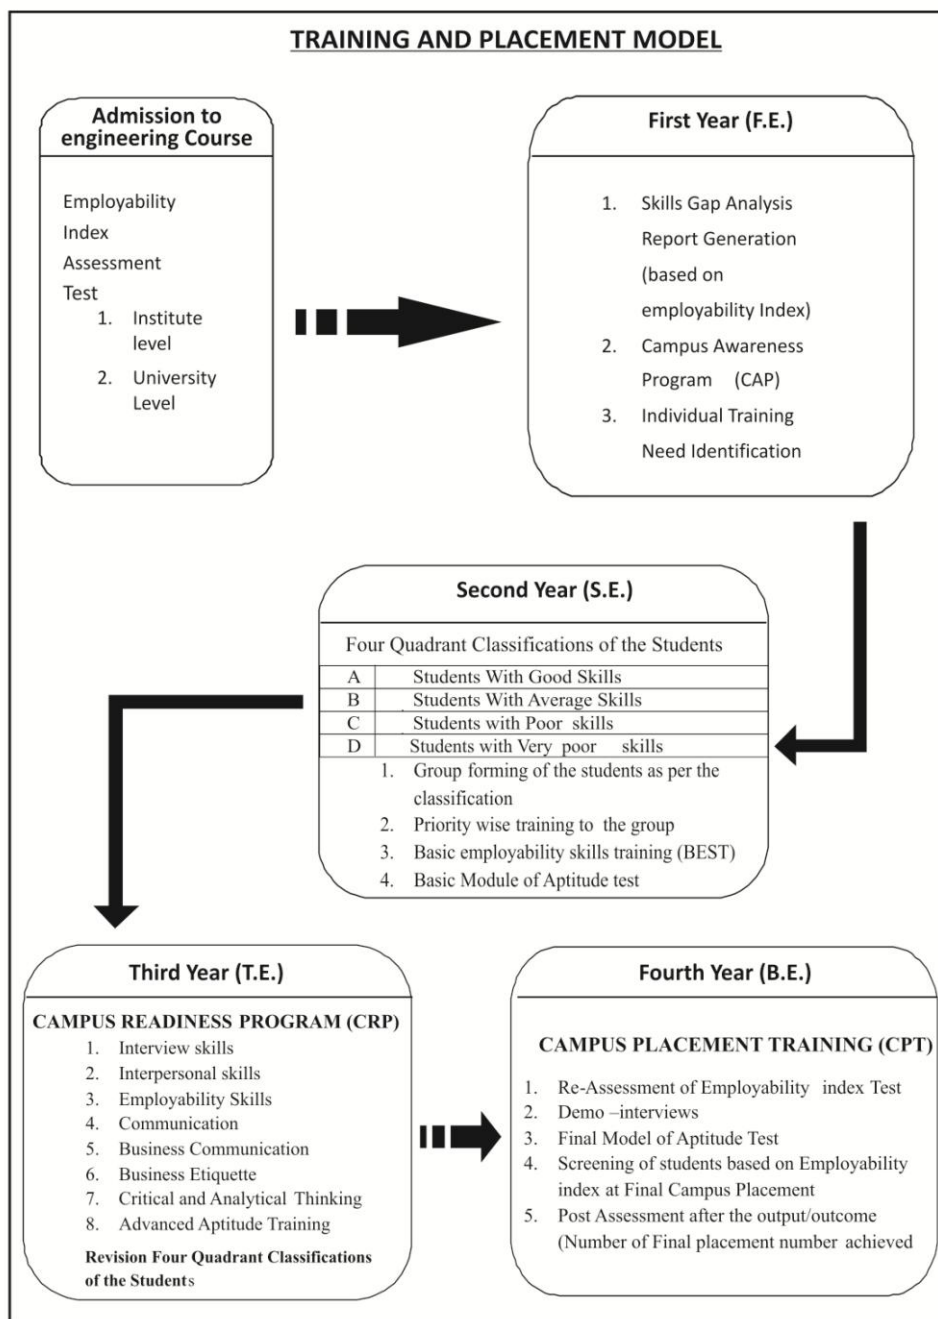 TRAINING AND PLACEMENT MODEL
Admission to
engineering Course
Employability
Index
Assessment
Test
1. Institute
level
2. University
Level
First Year (F.E.)
1. Skills Gap Analysis
Report Generation
(based on
employability Index)
2. Campus Awareness
Program (CAP)
3. Individual Training
Need Identification
Second Year (S.E.)
Four Quadrant Classifications of the Students
A Students With Good Skills
B Students With Average Skills
C Students with Poor skills
D Students with Very poor skills
1. Group forming of the students as per the
classification
2. Priority wise training to the group
3. Basic employability skills training (BEST)
4. Basic Module of Aptitude test
Third Year (T.E.)
CAMPUS READINESS PROGRAM (CRP)
1. Interview skills
2. Interpersonal skills
3. Employability Skills
4. Communication
5. Business Communication
6. Business Etiquette
7. Critical and Analytical Thinking
8. Advanced Aptitude Training
Revision Four Quadrant Classifications
of the Students
Fourth Year (B.E.)
CAMPUS PLACEMENT TRAINING (CPT)
1. Re-Assessment of Employability index Test
2. Demo –interviews
3. Final Model of Aptitude Test
4. Screening of students based on Employability
index at Final Campus Placement
5. Post Assessment after the output/outcome
(Number of Final placement number achieved